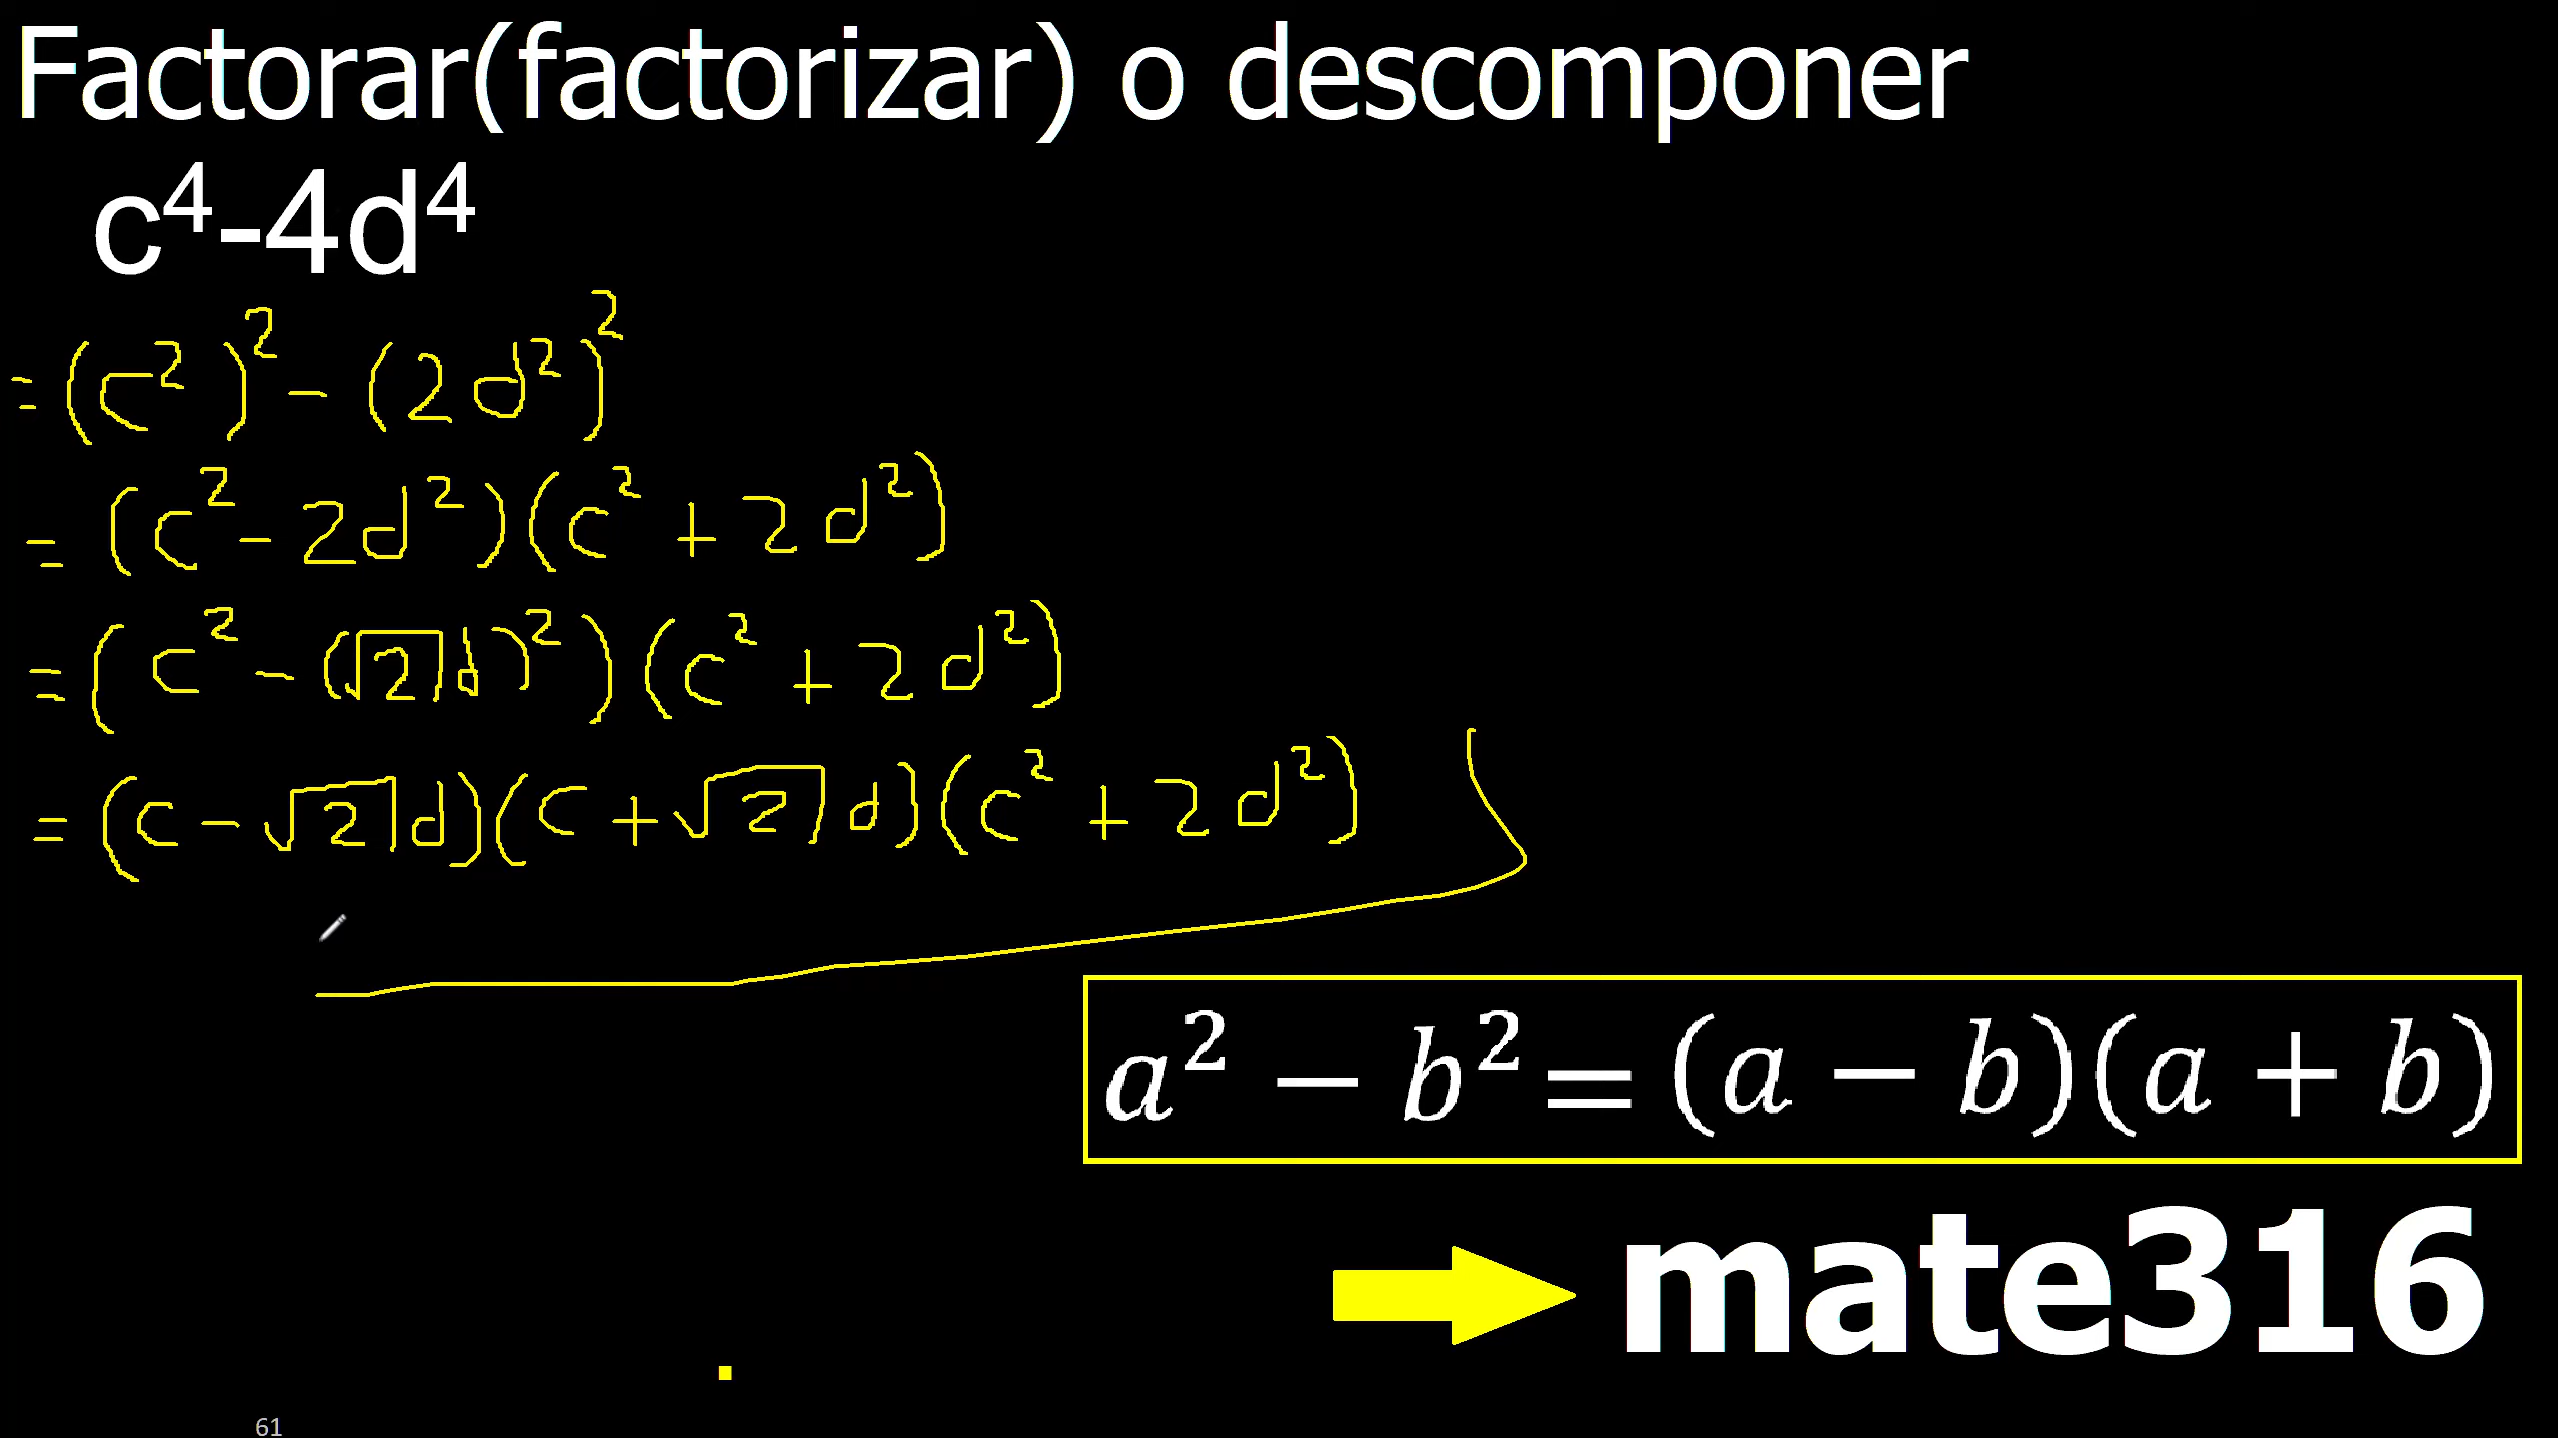 Factorar(factorizar) o descomponer
c⁴-4d⁴
= (c²)² - (2d²)²
= (c² - 2d²)(c² + 2d²)
= (c² - (√2d)²)(c² + 2d²)
= (c - √2d)(c + √2d)(c² + 2d²)
a² − b² = (a − b)(a + b)
mate316
61